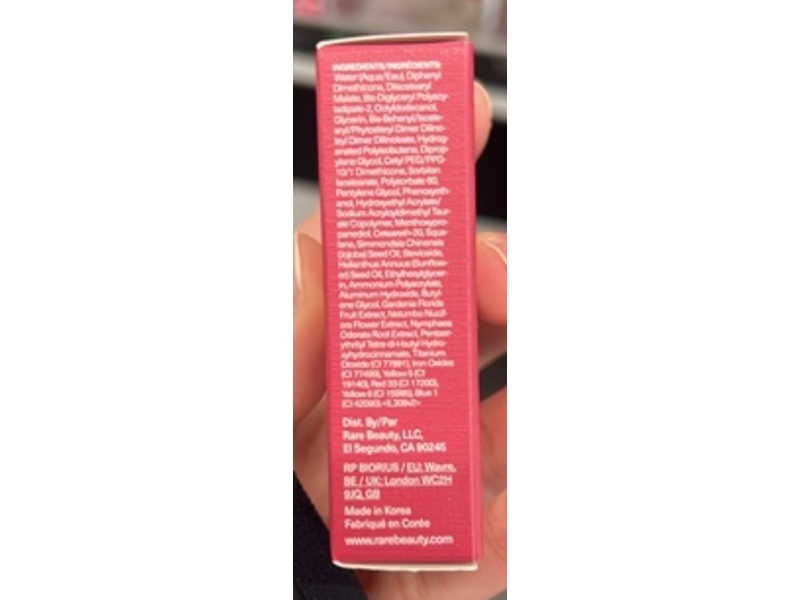 INGREDIENTS/INGRÉDIENTS:
Water (Aqua/Eau), Diphenyl
Dimethicone, Diisostearyl
Malate, Bis-Diglyceryl Polyacy-
ladipate-2, Octyldodecanol,
Glycerin, Bis-Behenyl/Isoste-
aryl/Phytosteryl Dimer Dilino-
leyl Dimer Dilinoleate, Hydrog-
enated Polyisobutene, Diprop-
ylene Glycol, Cetyl PEG/PPG-
10/1 Dimethicone, Sorbitan
Isostearate, Polysorbate 60,
Pentylene Glycol, Phenoxyeth-
anol, Hydroxyethyl Acrylate/
Sodium Acryloyldimethyl Taur-
ate Copolymer, Menthoxypro-
panediol, Ceteareth-20, Squa-
lane, Simmondsia Chinensis
(Jojoba) Seed Oil, Stevioside,
Helianthus Annuus (Sunflow-
er) Seed Oil, Ethylhexylglycer-
in, Ammonium Polyacrylate,
Aluminum Hydroxide, Butyl-
ene Glycol, Gardenia Florida
Fruit Extract, Nelumbo Nucif-
era Flower Extract, Nymphaea
Odorata Root Extract, Pentaer-
ythrityl Tetra-di-t-butyl Hydro-
xyhydrocinnamate, Titanium
Dioxide (CI 77891), Iron Oxides
(CI 77499), Yellow 5 (CI
19140), Red 33 (CI 17200),
Yellow 6 (CI 15985), Blue 1
(CI 42090).
Dist. By:/Par
Rare Beauty, LLC,
El Segundo, CA 90245
RP BIORIUS / EU: Wavre,
BE / UK: London WC2H
9JQ, GB
Made in Korea
Fabriqué en Corée
www.rarebeauty.com